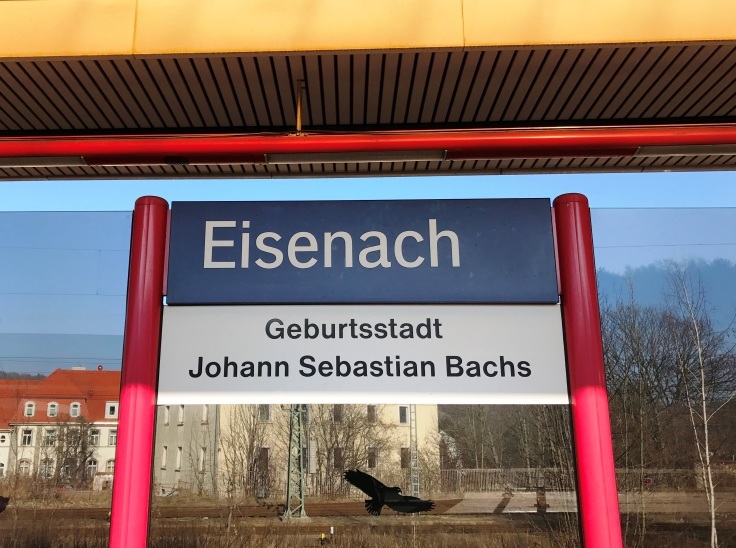 Eisenach
Geburtsstadt
Johann Sebastian Bachs